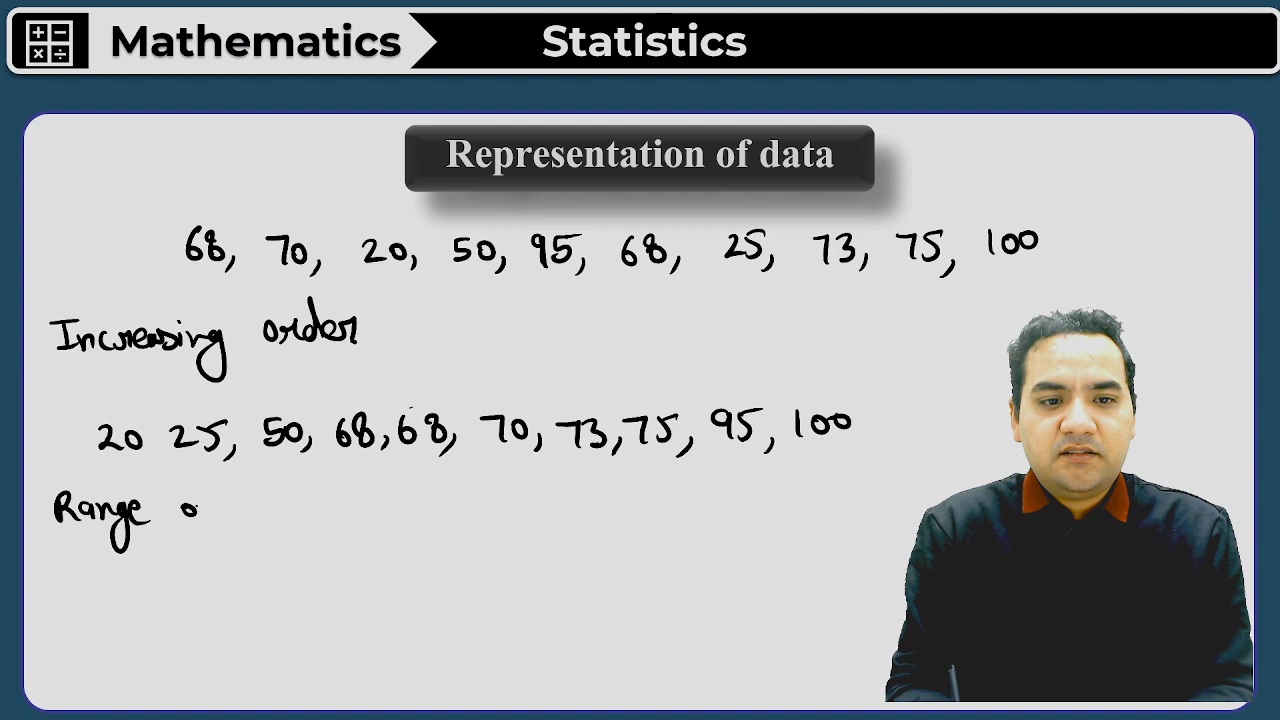 Mathematics
Statistics
Representation of data
68, 70, 20, 50, 95, 68, 25, 73, 75, 100
Increasing order
20 25, 50, 68, 68, 70, 73, 75, 95, 100
Range o